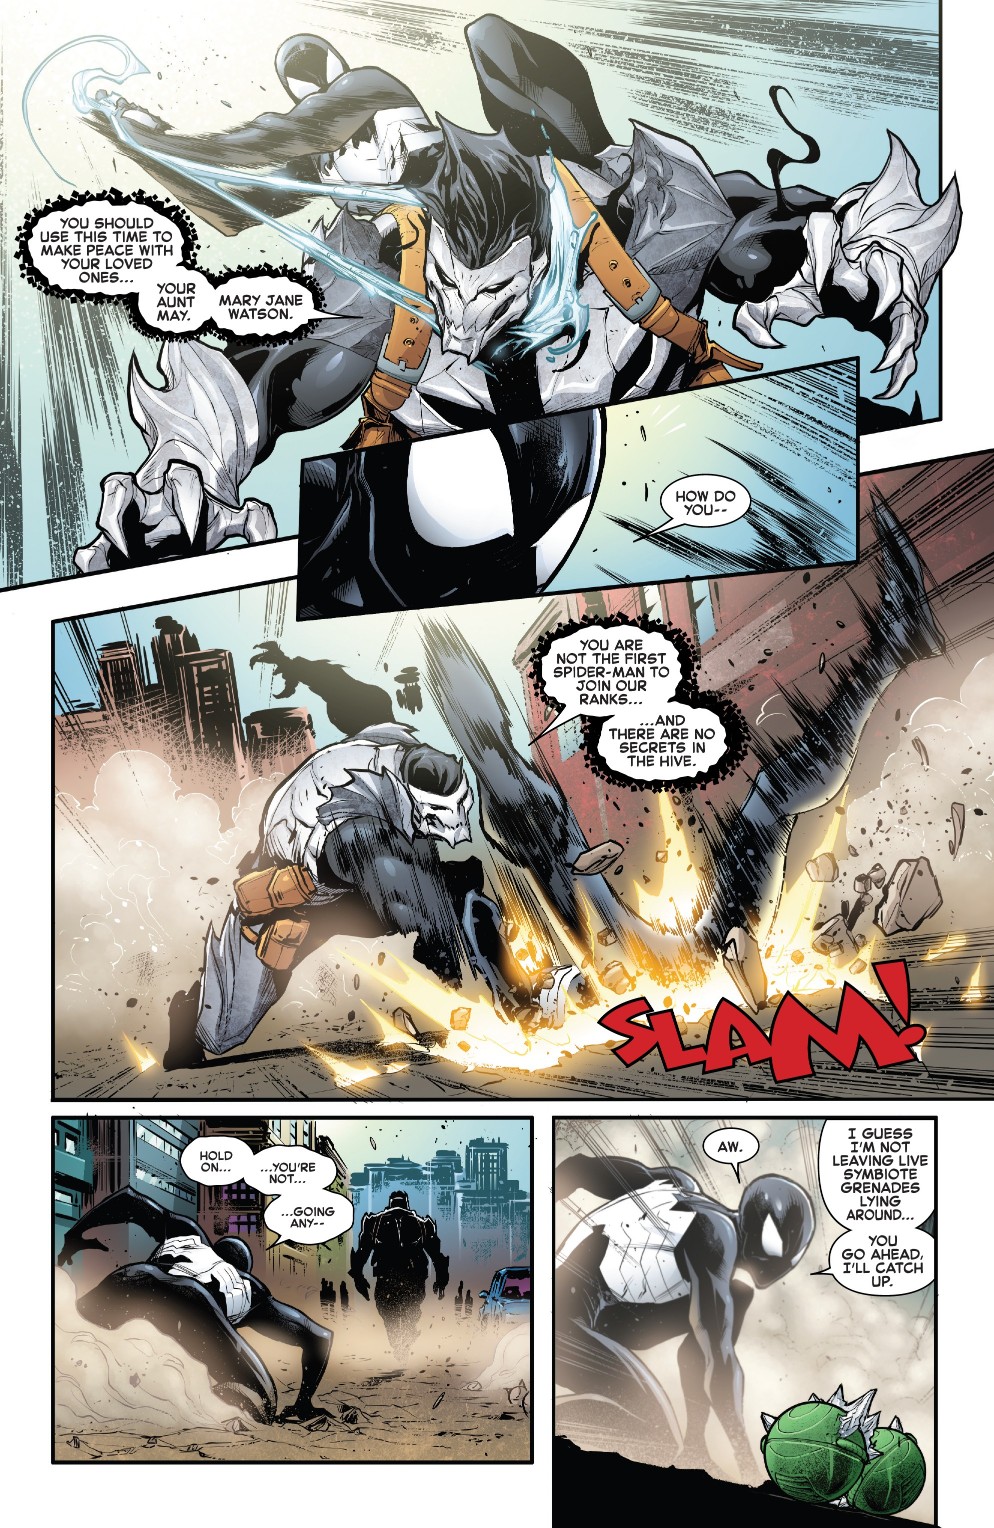 YOU SHOULD
USE THIS TIME TO
MAKE PEACE WITH
YOUR LOVED
ONES...
YOUR
AUNT
MAY.
MARY JANE
WATSON.
HOW DO
YOU--
YOU ARE
NOT THE FIRST
SPIDER-MAN TO
JOIN OUR
RANKS...
...AND
THERE ARE NO
SECRETS IN
THE HIVE.
SLAM!
HOLD
ON...
...YOU'RE
NOT...
...GOING
ANY--
AW.
I GUESS
I'M NOT
LEAVING LIVE
SYMBIOTE
GRENADES
LYING
AROUND...
YOU
GO AHEAD,
I'LL CATCH
UP.